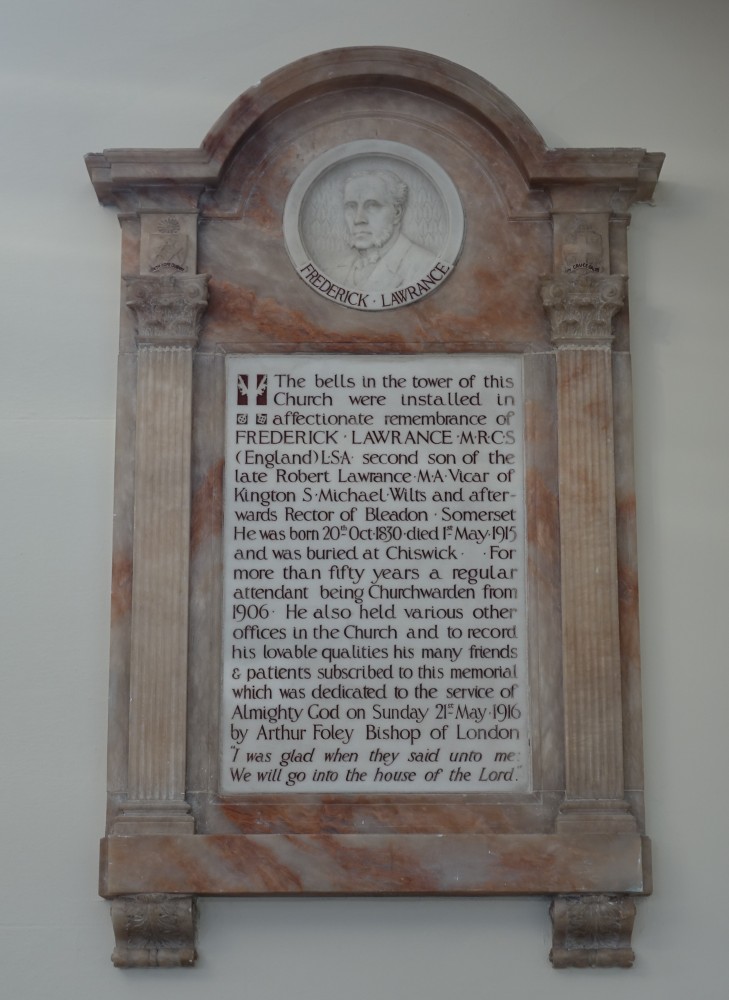 FREDERICK · LAWRANCE
The bells in the tower of this
Church were installed in
affectionate remembrance of
FREDERICK · LAWRANCE · M·R·C·S
(England) L·S·A· second son of the
late Robert Lawrance · M·A· Vicar of
Kington S·Michael·Wilts and after-
wards Rector of Bleadon · Somerset
He was born 20th Oct·1830·died 1st May·1915
and was buried at Chiswick · · For
more than fifty years a regular
attendant being Churchwarden from
1906· He also held various other
offices in the Church and to record
his lovable qualities his many friends
& patients subscribed to this memorial
which was dedicated to the service of
Almighty God on Sunday 21st May·1916
by Arthur Foley Bishop of London
"I was glad when they said unto me:
We will go into the house of the Lord."